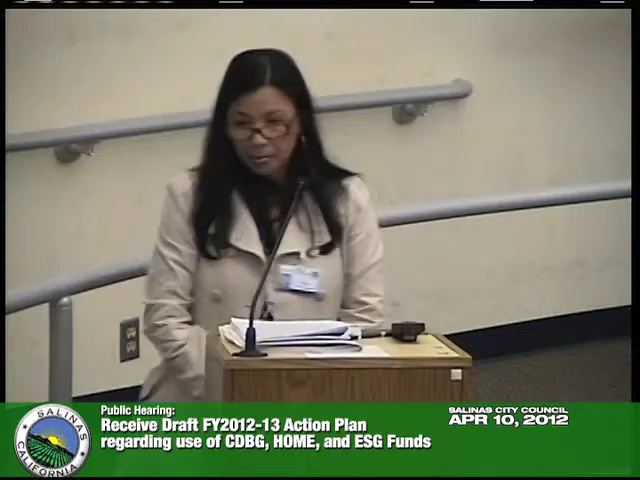 Public Hearing:
Receive Draft FY2012-13 Action Plan
regarding use of CDBG, HOME, and ESG Funds
SALINAS CITY COUNCIL
APR 10, 2012
SALINAS
CALIFORNIA